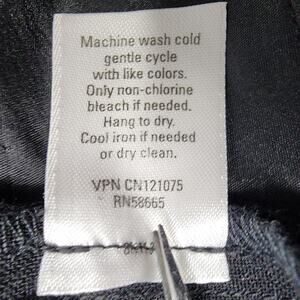 Machine wash cold
gentle cycle
with like colors.
Only non-chlorine
bleach if needed.
Hang to dry.
Cool iron if needed
or dry clean.
VPN CN121075
RN58665